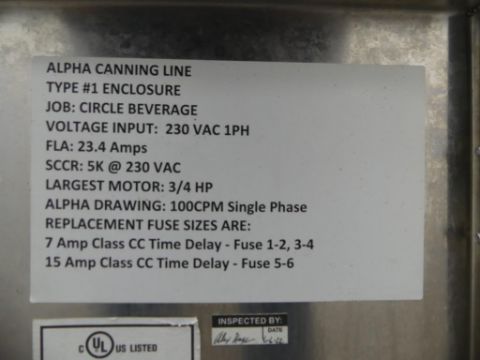 ALPHA CANNING LINE
TYPE #1 ENCLOSURE
JOB: CIRCLE BEVERAGE
VOLTAGE INPUT: 230 VAC 1PH
FLA: 23.4 Amps
SCCR: 5K @ 230 VAC
LARGEST MOTOR: 3/4 HP
ALPHA DRAWING: 100CPM Single Phase
REPLACEMENT FUSE SIZES ARE:
7 Amp Class CC Time Delay - Fuse 1-2, 3-4
15 Amp Class CC Time Delay - Fuse 5-6
INSPECTED BY:
DATE
C UL US LISTED